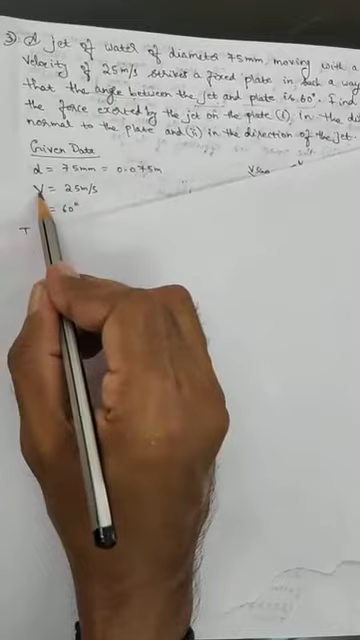 3) A jet of water of diameter 75mm moving with a
velocity of 25m/s strikes a fixed plate in such a way
that the angle between the jet and plate is 60°. Find
the force exerted by the jet on the plate (i) in the di
normal to the plate and (ii) in the direction of the jet.
Given Data
d = 75mm = 0.075m
V = 25m/s
= 60°
T